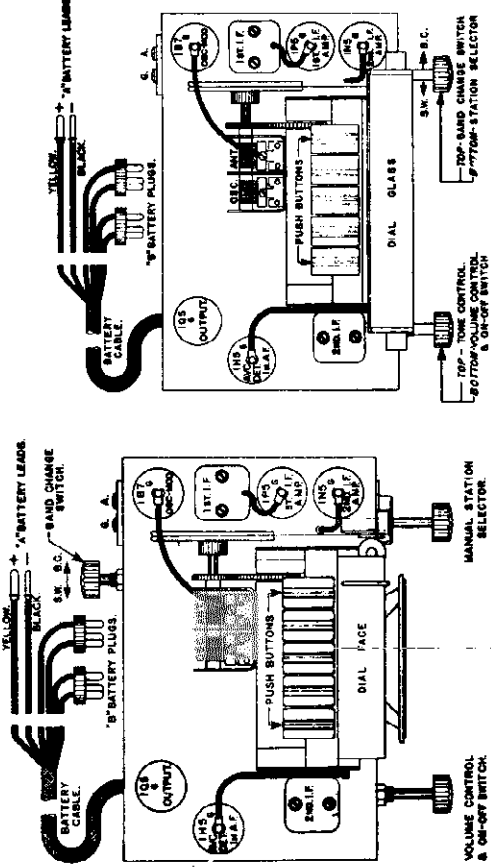 YELLOW.
+ "A" BATTERY LEADS.
-
BLACK.
BAND CHANGE
SWITCH.
S.W. B.C.
BATTERY
CABLE.
"B" BATTERY PLUGS.
G. A.
1Q5
G
OUTPUT.
1B7
G
OSC-MOD
1ST. I.F.
1P5
G
1ST. I.F.
AMP.
1N5
G
2ND. I.F.
AMP.
1H5
G
AVC
DET
1ST A.F.
2ND. I.F.
PUSH BUTTONS
DIAL FACE
VOLUME CONTROL
& ON-OFF SWITCH.
MANUAL STATION
SELECTOR.
YELLOW.
+ "A" BATTERY LEADS.
-
BLACK.
BATTERY
CABLE.
"B" BATTERY PLUGS.
G. A.
1Q5
G
OUTPUT
1B7
G
OSC-MOD
OSC. ANT.
1ST. I.F.
1P5
G
1ST I.F.
AMP
1N5
G
AMP.
1H5
G
AVC
DET
1ST A.F.
2ND. I.F.
PUSH BUTTONS
DIAL GLASS
S.W. B.C.
TOP - TONE CONTROL.
BOTTOM-VOLUME CONTROL
& ON-OFF SWITCH
TOP-BAND CHANGE SWITCH
BOTTOM-STATION SELECTOR